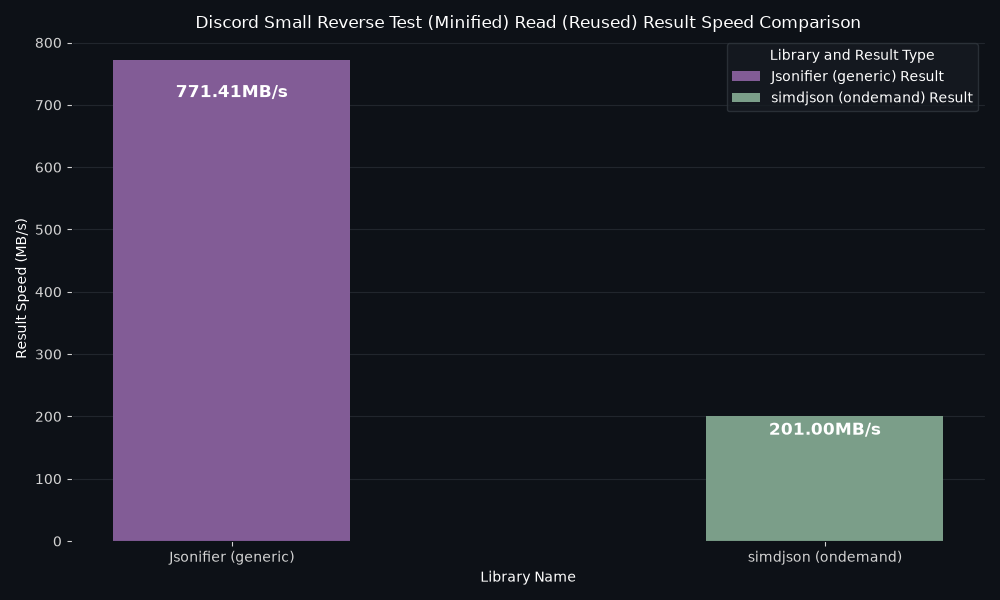 Discord Small Reverse Test (Minified) Read (Reused) Result Speed Comparison
800
700
600
500
400
300
200
100
0
Result Speed (MB/s)
771.41MB/s
201.00MB/s
Library and Result Type
Jsonifier (generic) Result
simdjson (ondemand) Result
Jsonifier (generic)
simdjson (ondemand)
Library Name